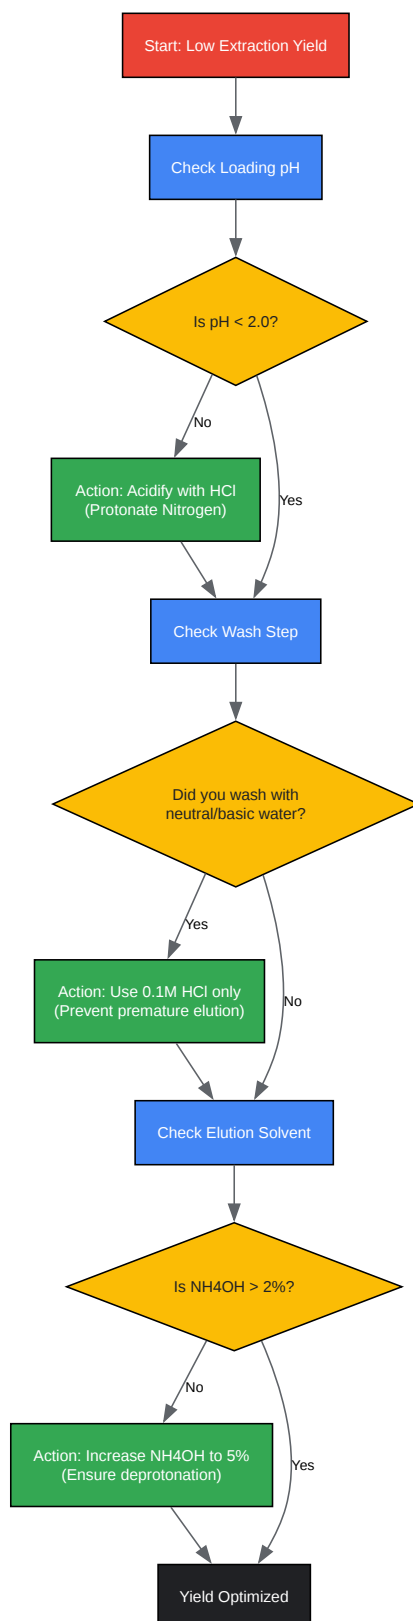 Start: Low Extraction Yield
Check Loading pH
Is pH < 2.0?
No
Action: Acidify with HCl
(Protonate Nitrogen)
Yes
Check Wash Step
Did you wash with
neutral/basic water?
Yes
Action: Use 0.1M HCl only
(Prevent premature elution)
No
Check Elution Solvent
Is NH4OH > 2%?
No
Action: Increase NH4OH to 5%
(Ensure deprotonation)
Yes
Yield Optimized